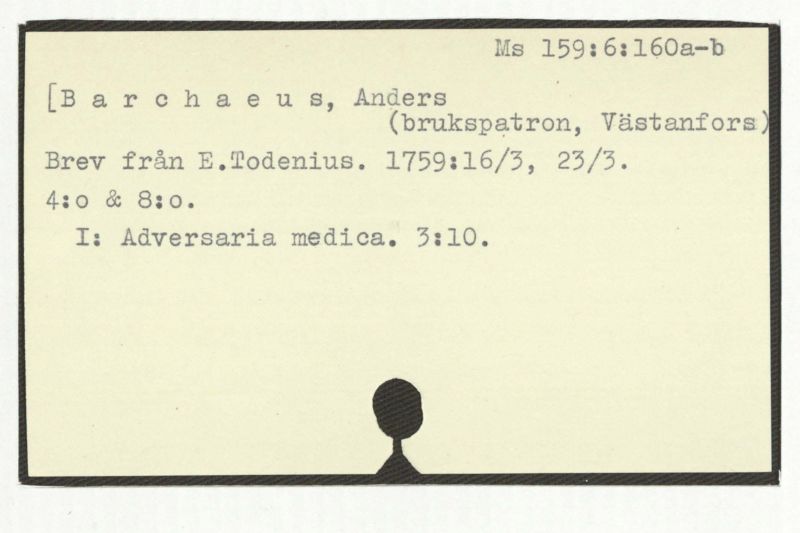 Ms 159:6:160a-b
[B a r c h a e u s, Anders
(brukspatron, Västanfors)
Brev från E.Todenius. 1759:16/3, 23/3.
4:o & 8:o.
I: Adversaria medica. 3:10.